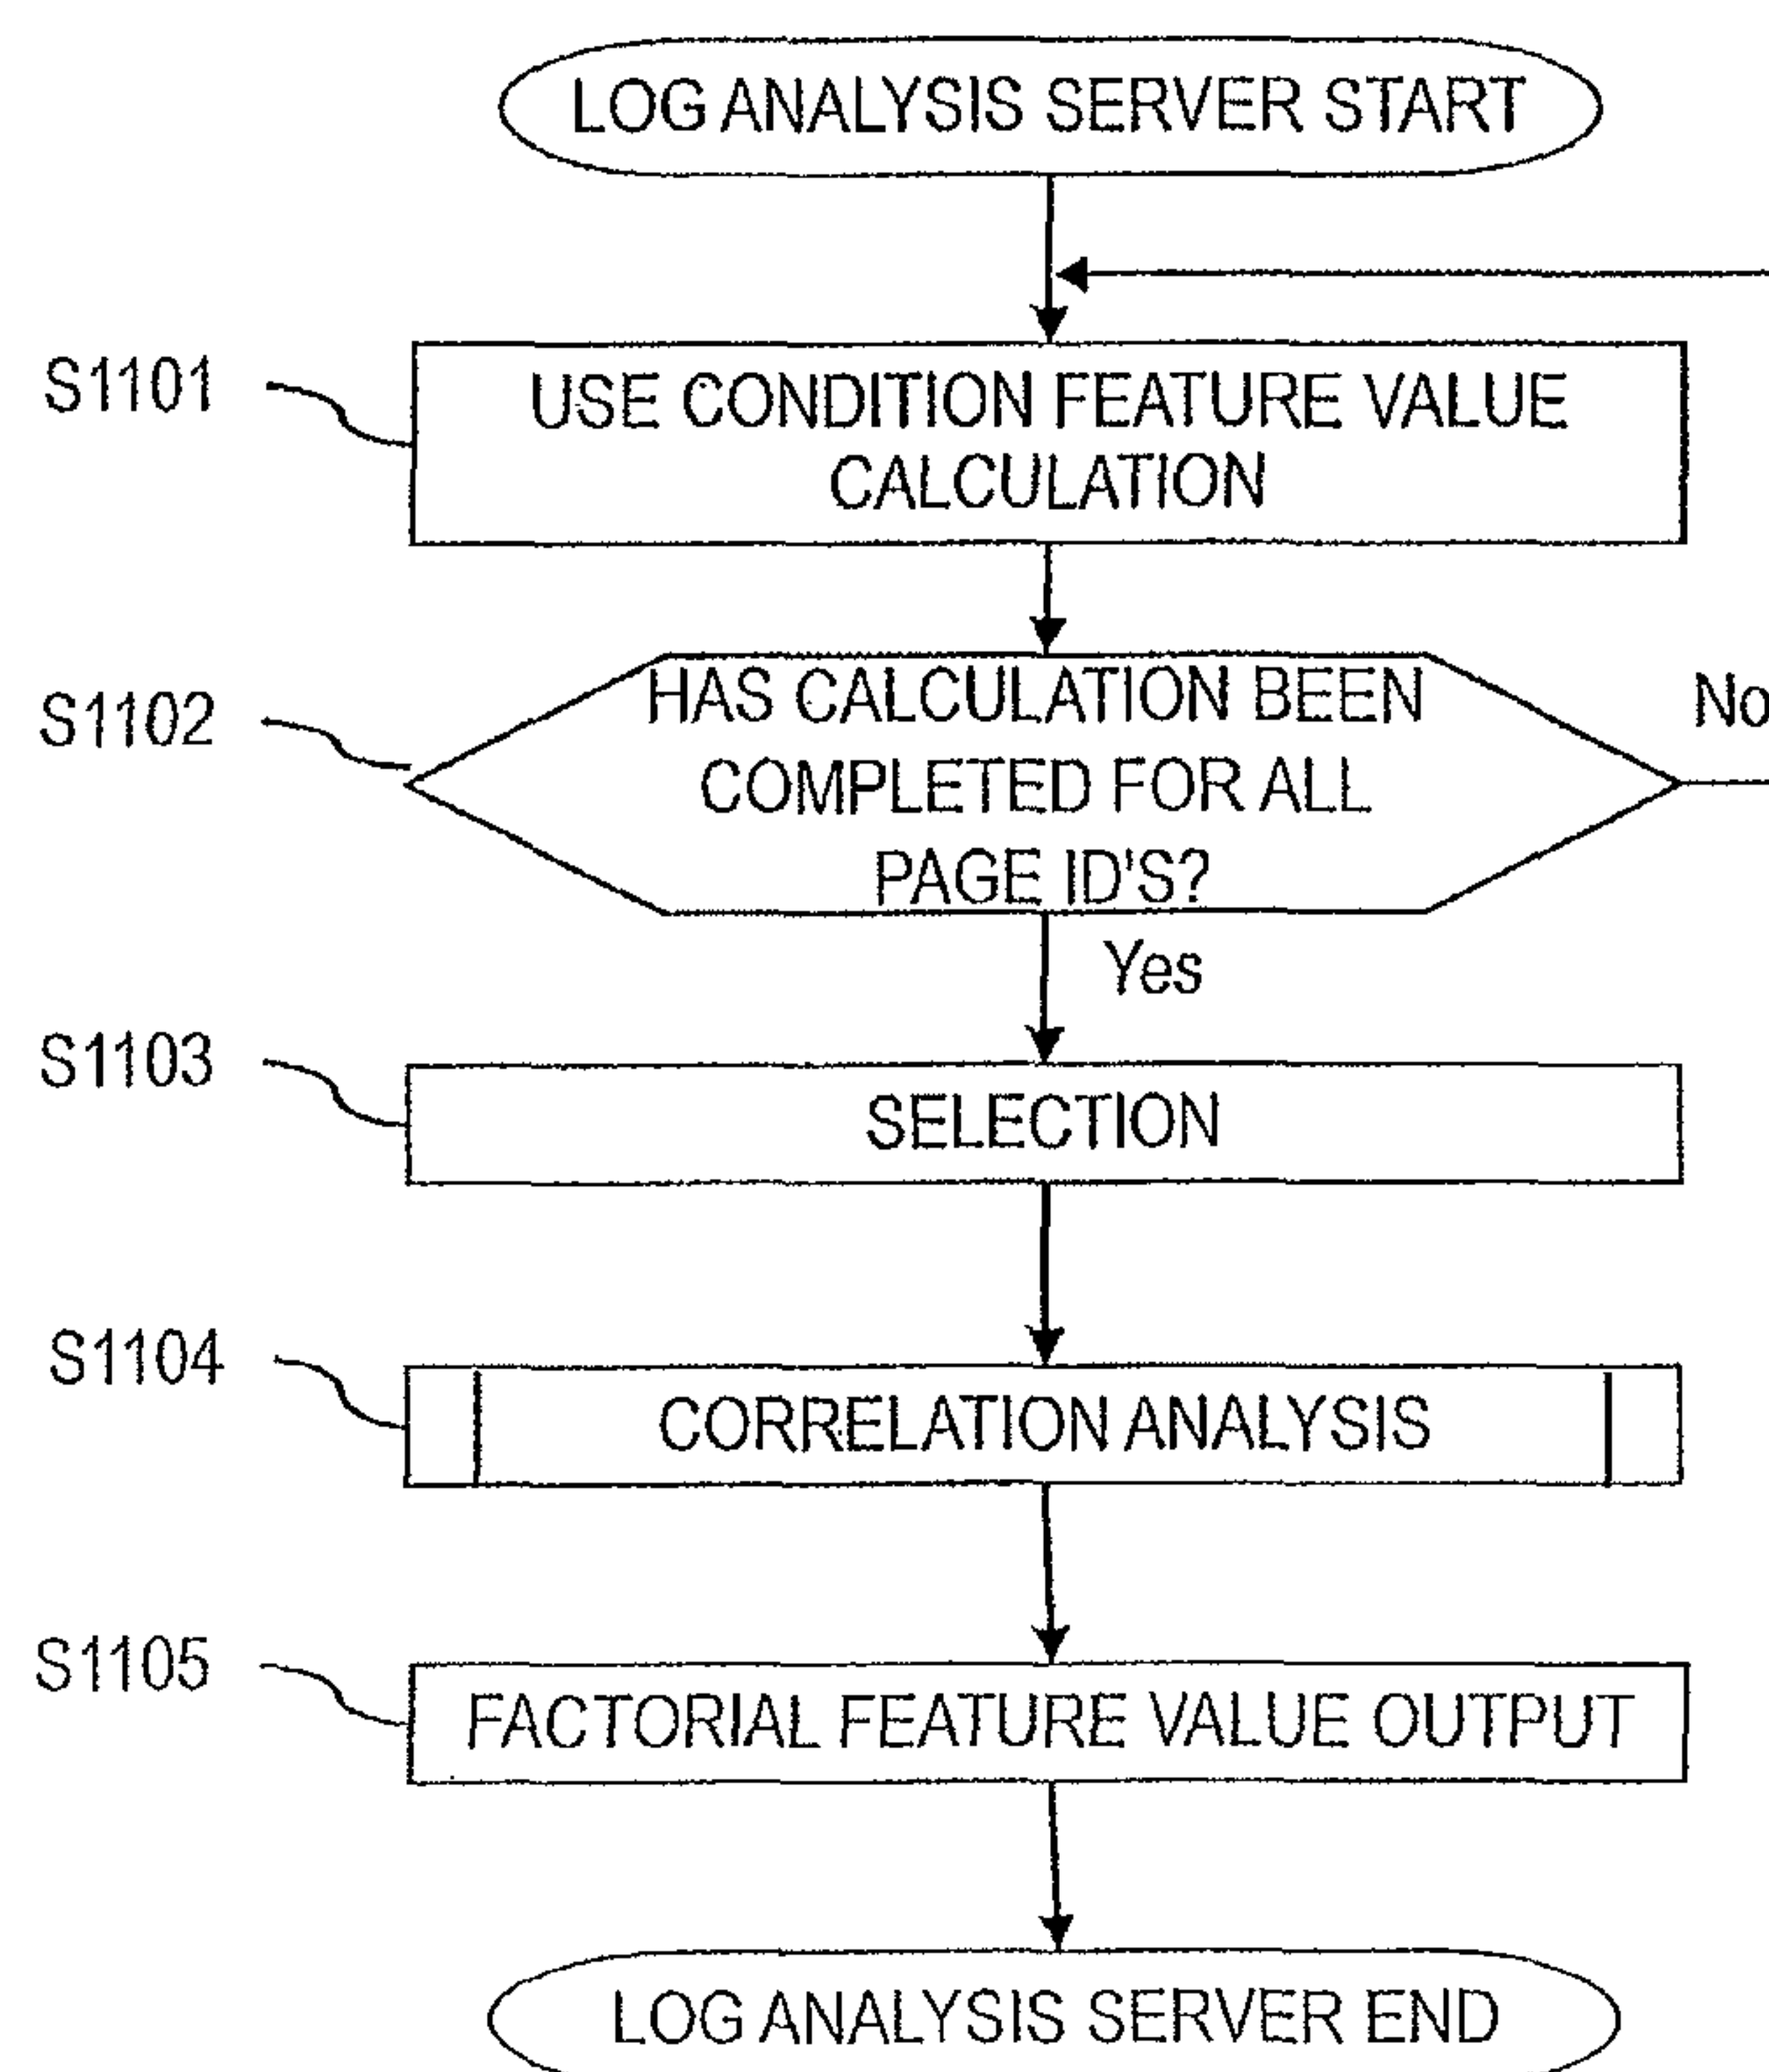 LOG ANALYSIS SERVER START
S1101
USE CONDITION FEATURE VALUE
CALCULATION
S1102
HAS CALCULATION BEEN
COMPLETED FOR ALL
PAGE ID'S?
No
Yes
S1103
SELECTION
S1104
CORRELATION ANALYSIS
S1105
FACTORIAL FEATURE VALUE OUTPUT
LOG ANALYSIS SERVER END